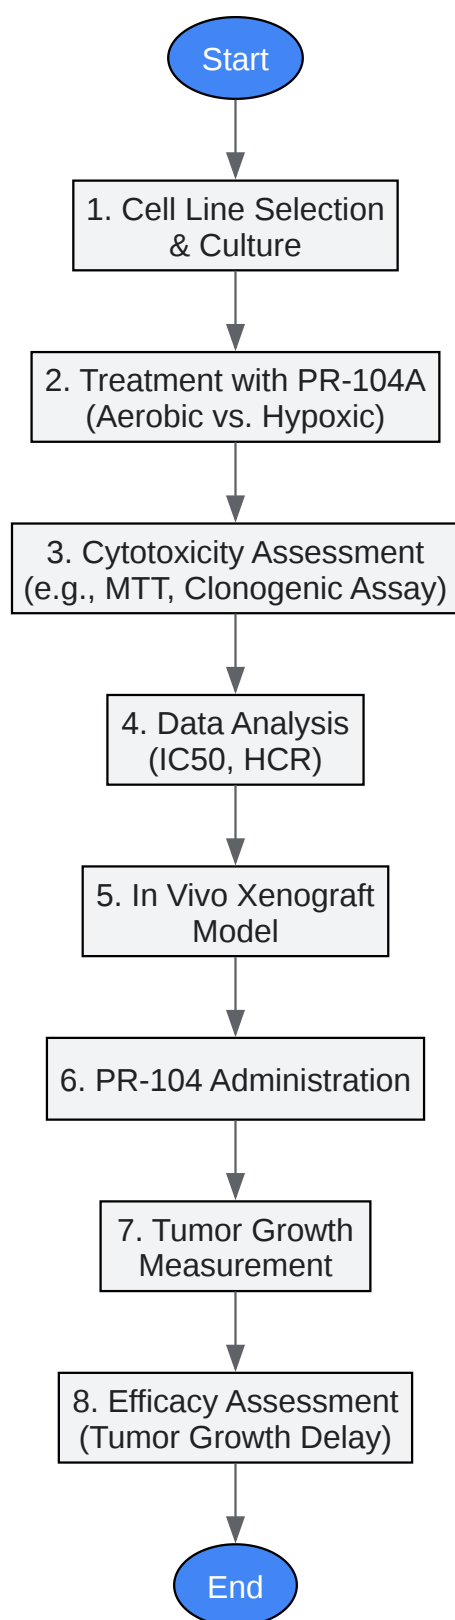 Start
1. Cell Line Selection
& Culture
2. Treatment with PR-104A
(Aerobic vs. Hypoxic)
3. Cytotoxicity Assessment
(e.g., MTT, Clonogenic Assay)
4. Data Analysis
(IC50, HCR)
5. In Vivo Xenograft
Model
6. PR-104 Administration
7. Tumor Growth
Measurement
8. Efficacy Assessment
(Tumor Growth Delay)
End